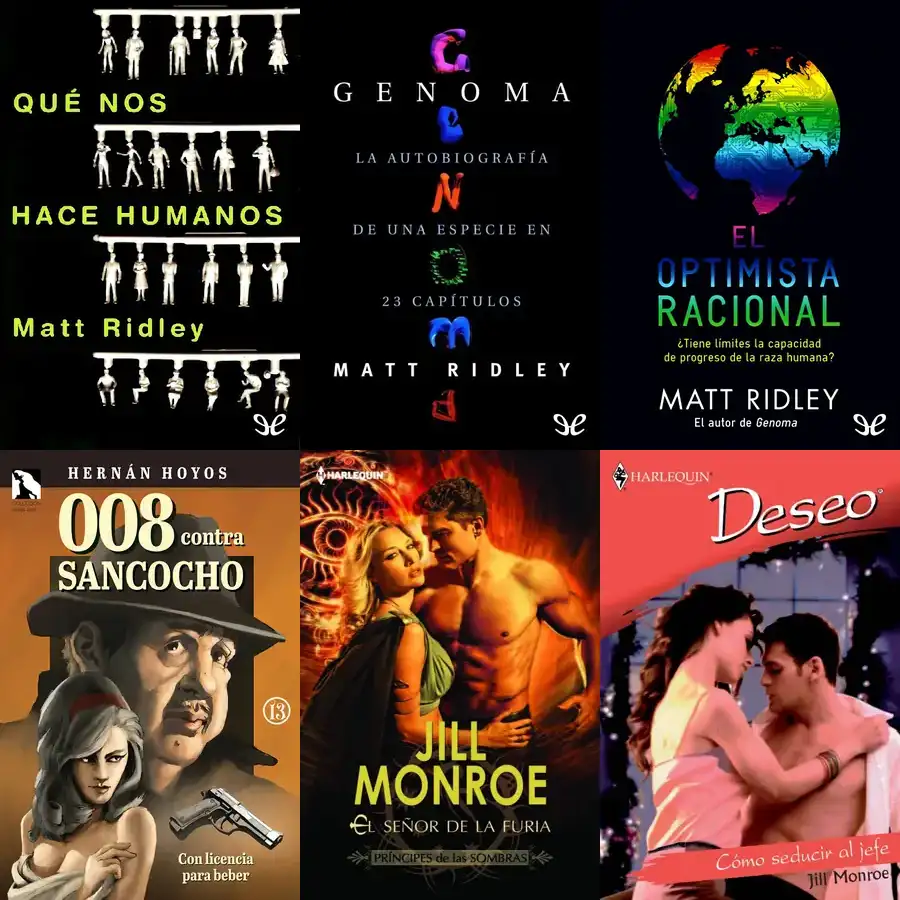 QUÉ NOS
HACE HUMANOS
Matt Ridley
GENOMA
GENOMA
LA AUTOBIOGRAFÍA
DE UNA ESPECIE EN
23 CAPÍTULOS
MATT RIDLEY
EL
OPTIMISTA
RACIONAL
¿Tiene límites la capacidad
de progreso de la raza humana?
MATT RIDLEY
El autor de Genoma
HERNÁN HOYOS
008 contra
SANCOCHO
13
Con licencia
para beber
HARLEQUIN
JILL
MONROE
EL SEÑOR DE LA FURIA
PRÍNCIPES de las SOMBRAS
HARLEQUIN
Deseo
Cómo seducir al jefe
Jill Monroe